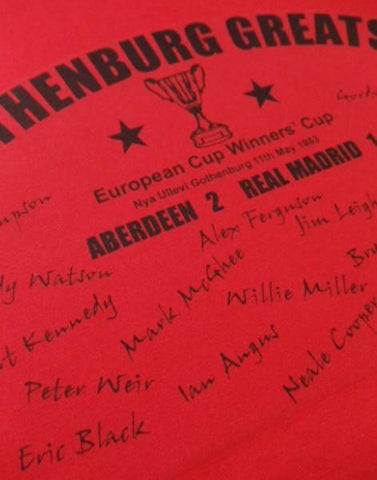 THENBURG GREATS
European Cup Winners' Cup
Nya Ullevi Gothenburg 11th May 1983
ABERDEEN 2 REAL MADRID 1
Alex Ferguson
Jim Leigh
Watson
Mark McGhee
Willie Miller
Kennedy
Peter Weir
Ian Angus
Neale Cooper
Eric Black